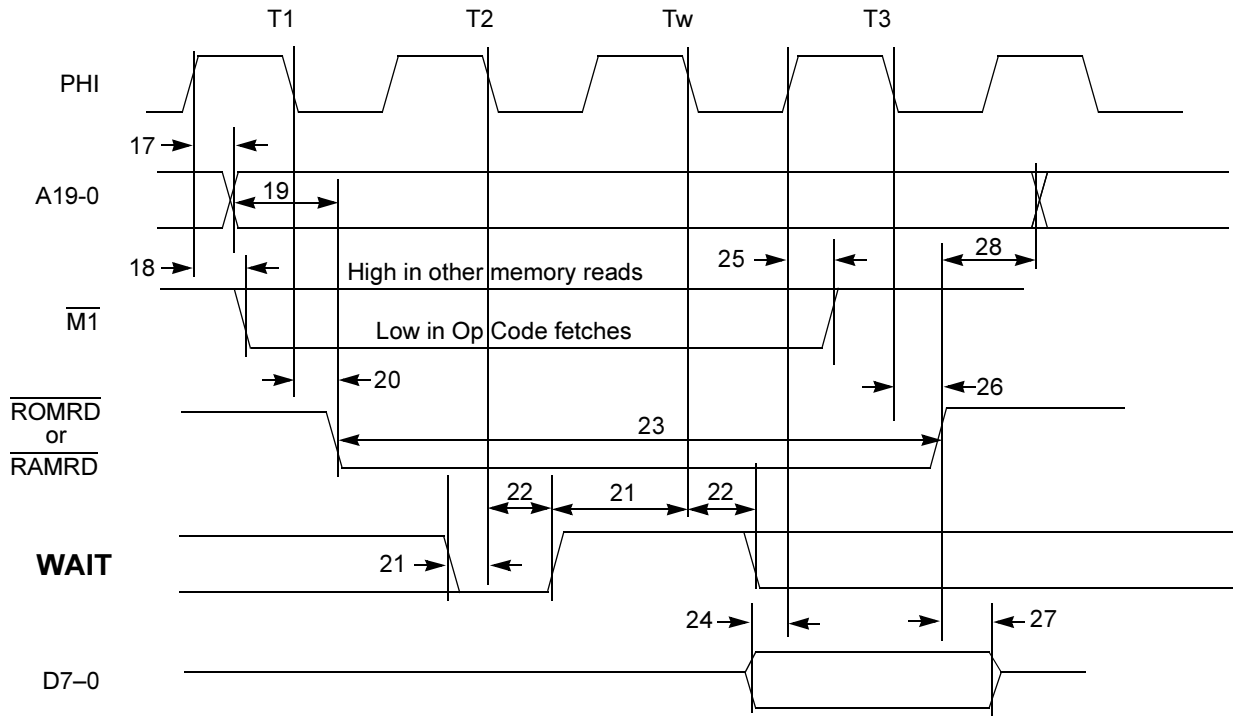 T1 T2 Tw T3
PHI
17
A19-0
19
18
High in other memory reads
25
28
M1
Low in Op Code fetches
20
26
ROMRD
or
RAMRD
23
22 21 22
WAIT
21
24
27
D7–0